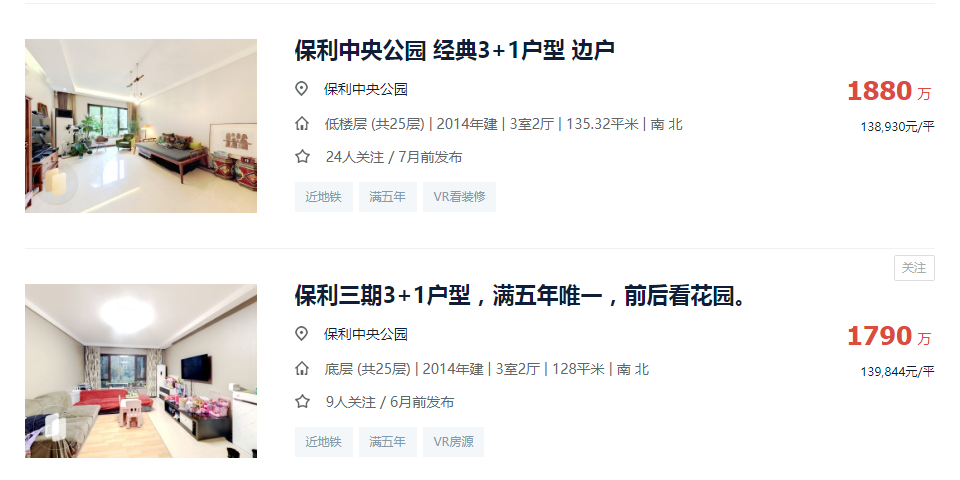 保利中央公园 经典3+1户型 边户
保利中央公园
1880 万
低楼层 (共25层) | 2014年建 | 3室2厅 | 135.32平米 | 南 北
138,930元/平
24人关注 / 7月前发布
近地铁 满五年 VR看装修
关注
保利三期3+1户型，满五年唯一，前后看花园。
保利中央公园
1790 万
底层 (共25层) | 2014年建 | 3室2厅 | 128平米 | 南 北
139,844元/平
9人关注 / 6月前发布
近地铁 满五年 VR房源